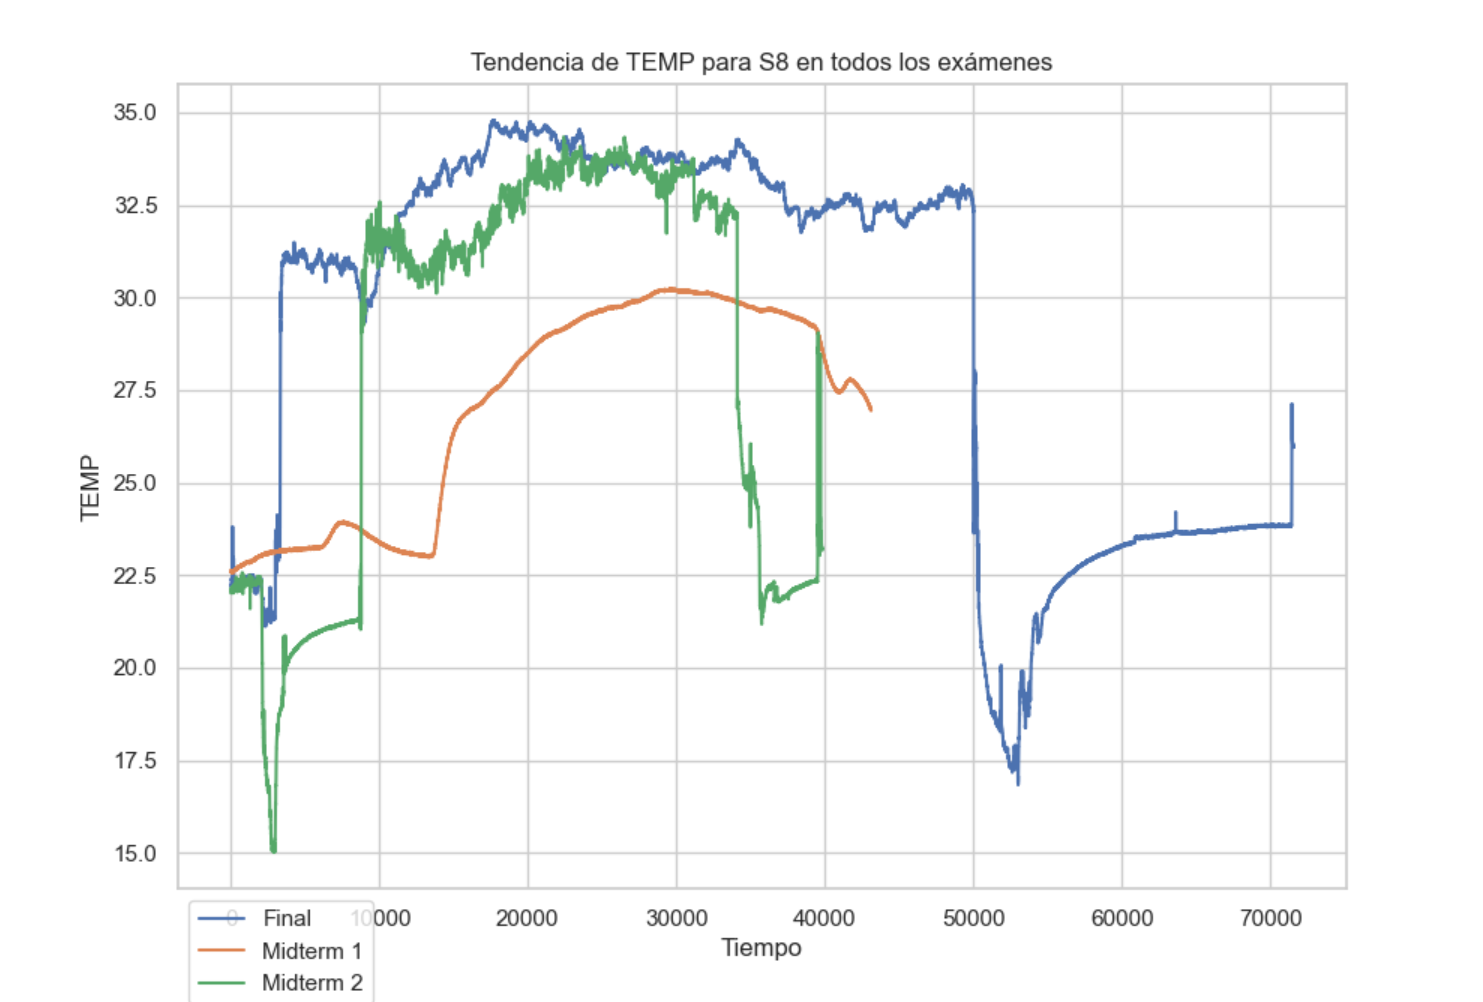 Tendencia de TEMP para S8 en todos los exámenes
35.0
32.5
30.0
27.5
25.0
22.5
20.0
17.5
15.0
TEMP
0 10000 20000 30000 40000 50000 60000 70000
Tiempo
Final
Midterm 1
Midterm 2